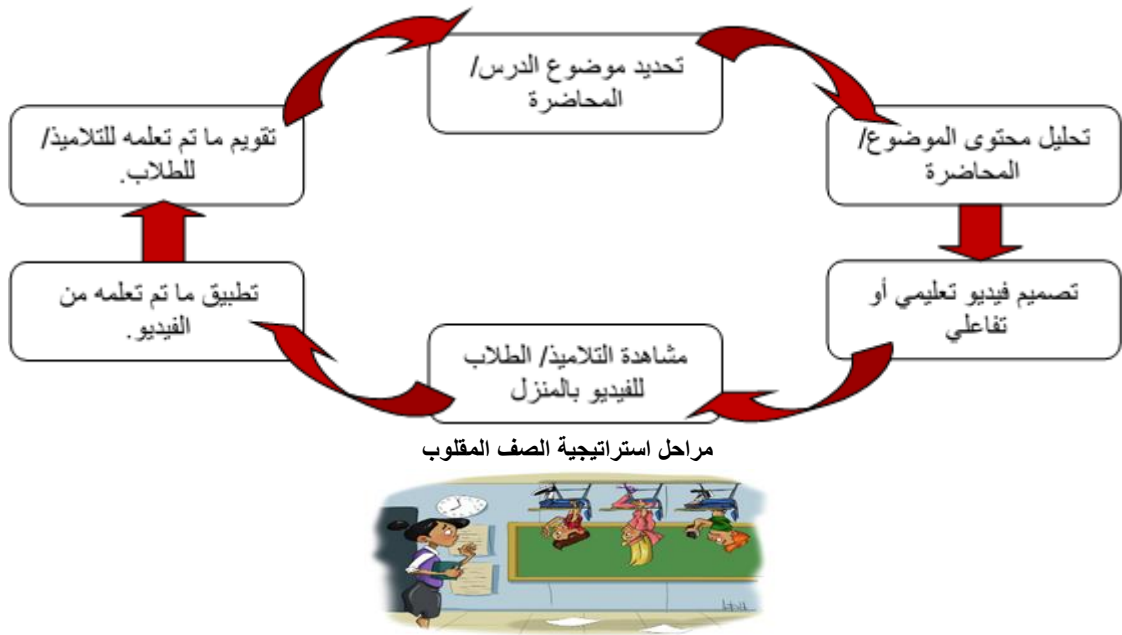 تحديد موضوع الدرس/
المحاضرة
تحليل محتوى الموضوع/
المحاضرة
تصميم فيديو تعليمي أو
تفاعلي
مشاهدة التلاميذ/ الطلاب
للفيديو بالمنزل
تطبيق ما تم تعلمه من
الفيديو.
تقويم ما تم تعلمه للتلاميذ/
للطلاب.
مراحل استراتيجية الصف المقلوب